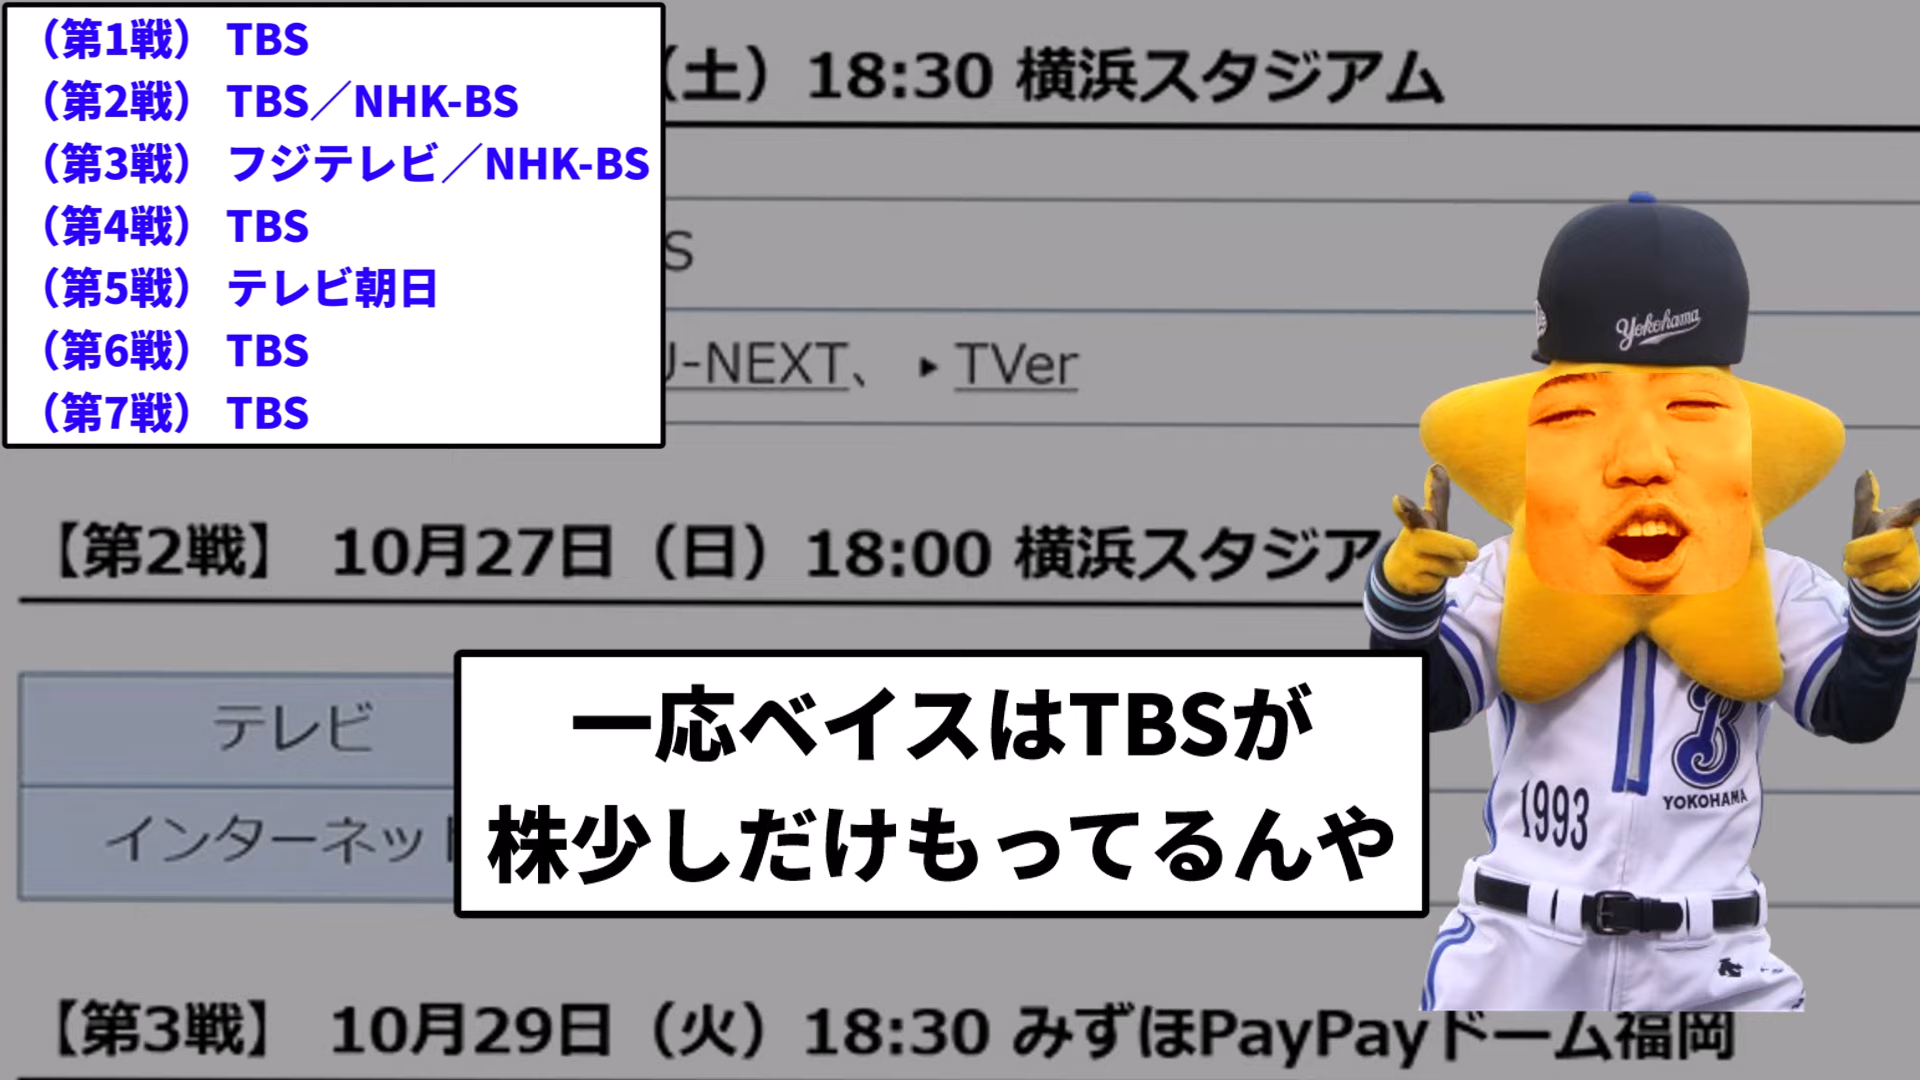 （第1戦） TBS
（第2戦） TBS／NHK-BS
（第3戦） フジテレビ／NHK-BS
（第4戦） TBS
（第5戦） テレビ朝日
（第6戦） TBS
（第7戦） TBS
（土）18:30 横浜スタジアム
S
U-NEXT、 ▸TVer
【第2戦】 10月27日（日）18:00 横浜スタジア
テレビ
インターネット
一応ベイスはTBSが
株少しだけもってるんや
【第3戦】 10月29日（火）18:30 みずほPayPayドーム福岡
Yokohama
B
YOKOHAMA
1993